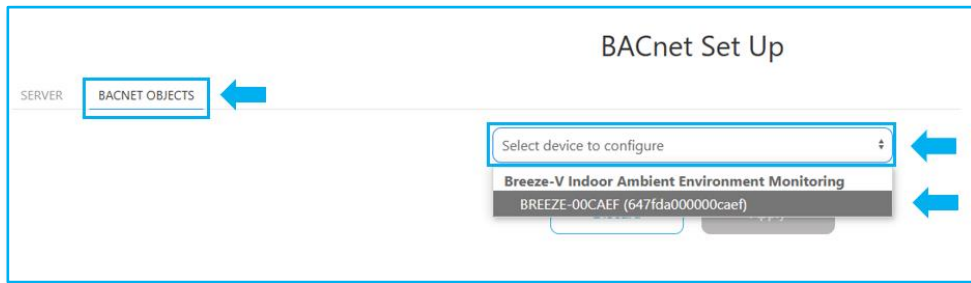 BACnet Set Up
SERVER BACNET OBJECTS
Select device to configure
Breeze-V Indoor Ambient Environment Monitoring
BREEZE-00CAEF (647fda000000caef)